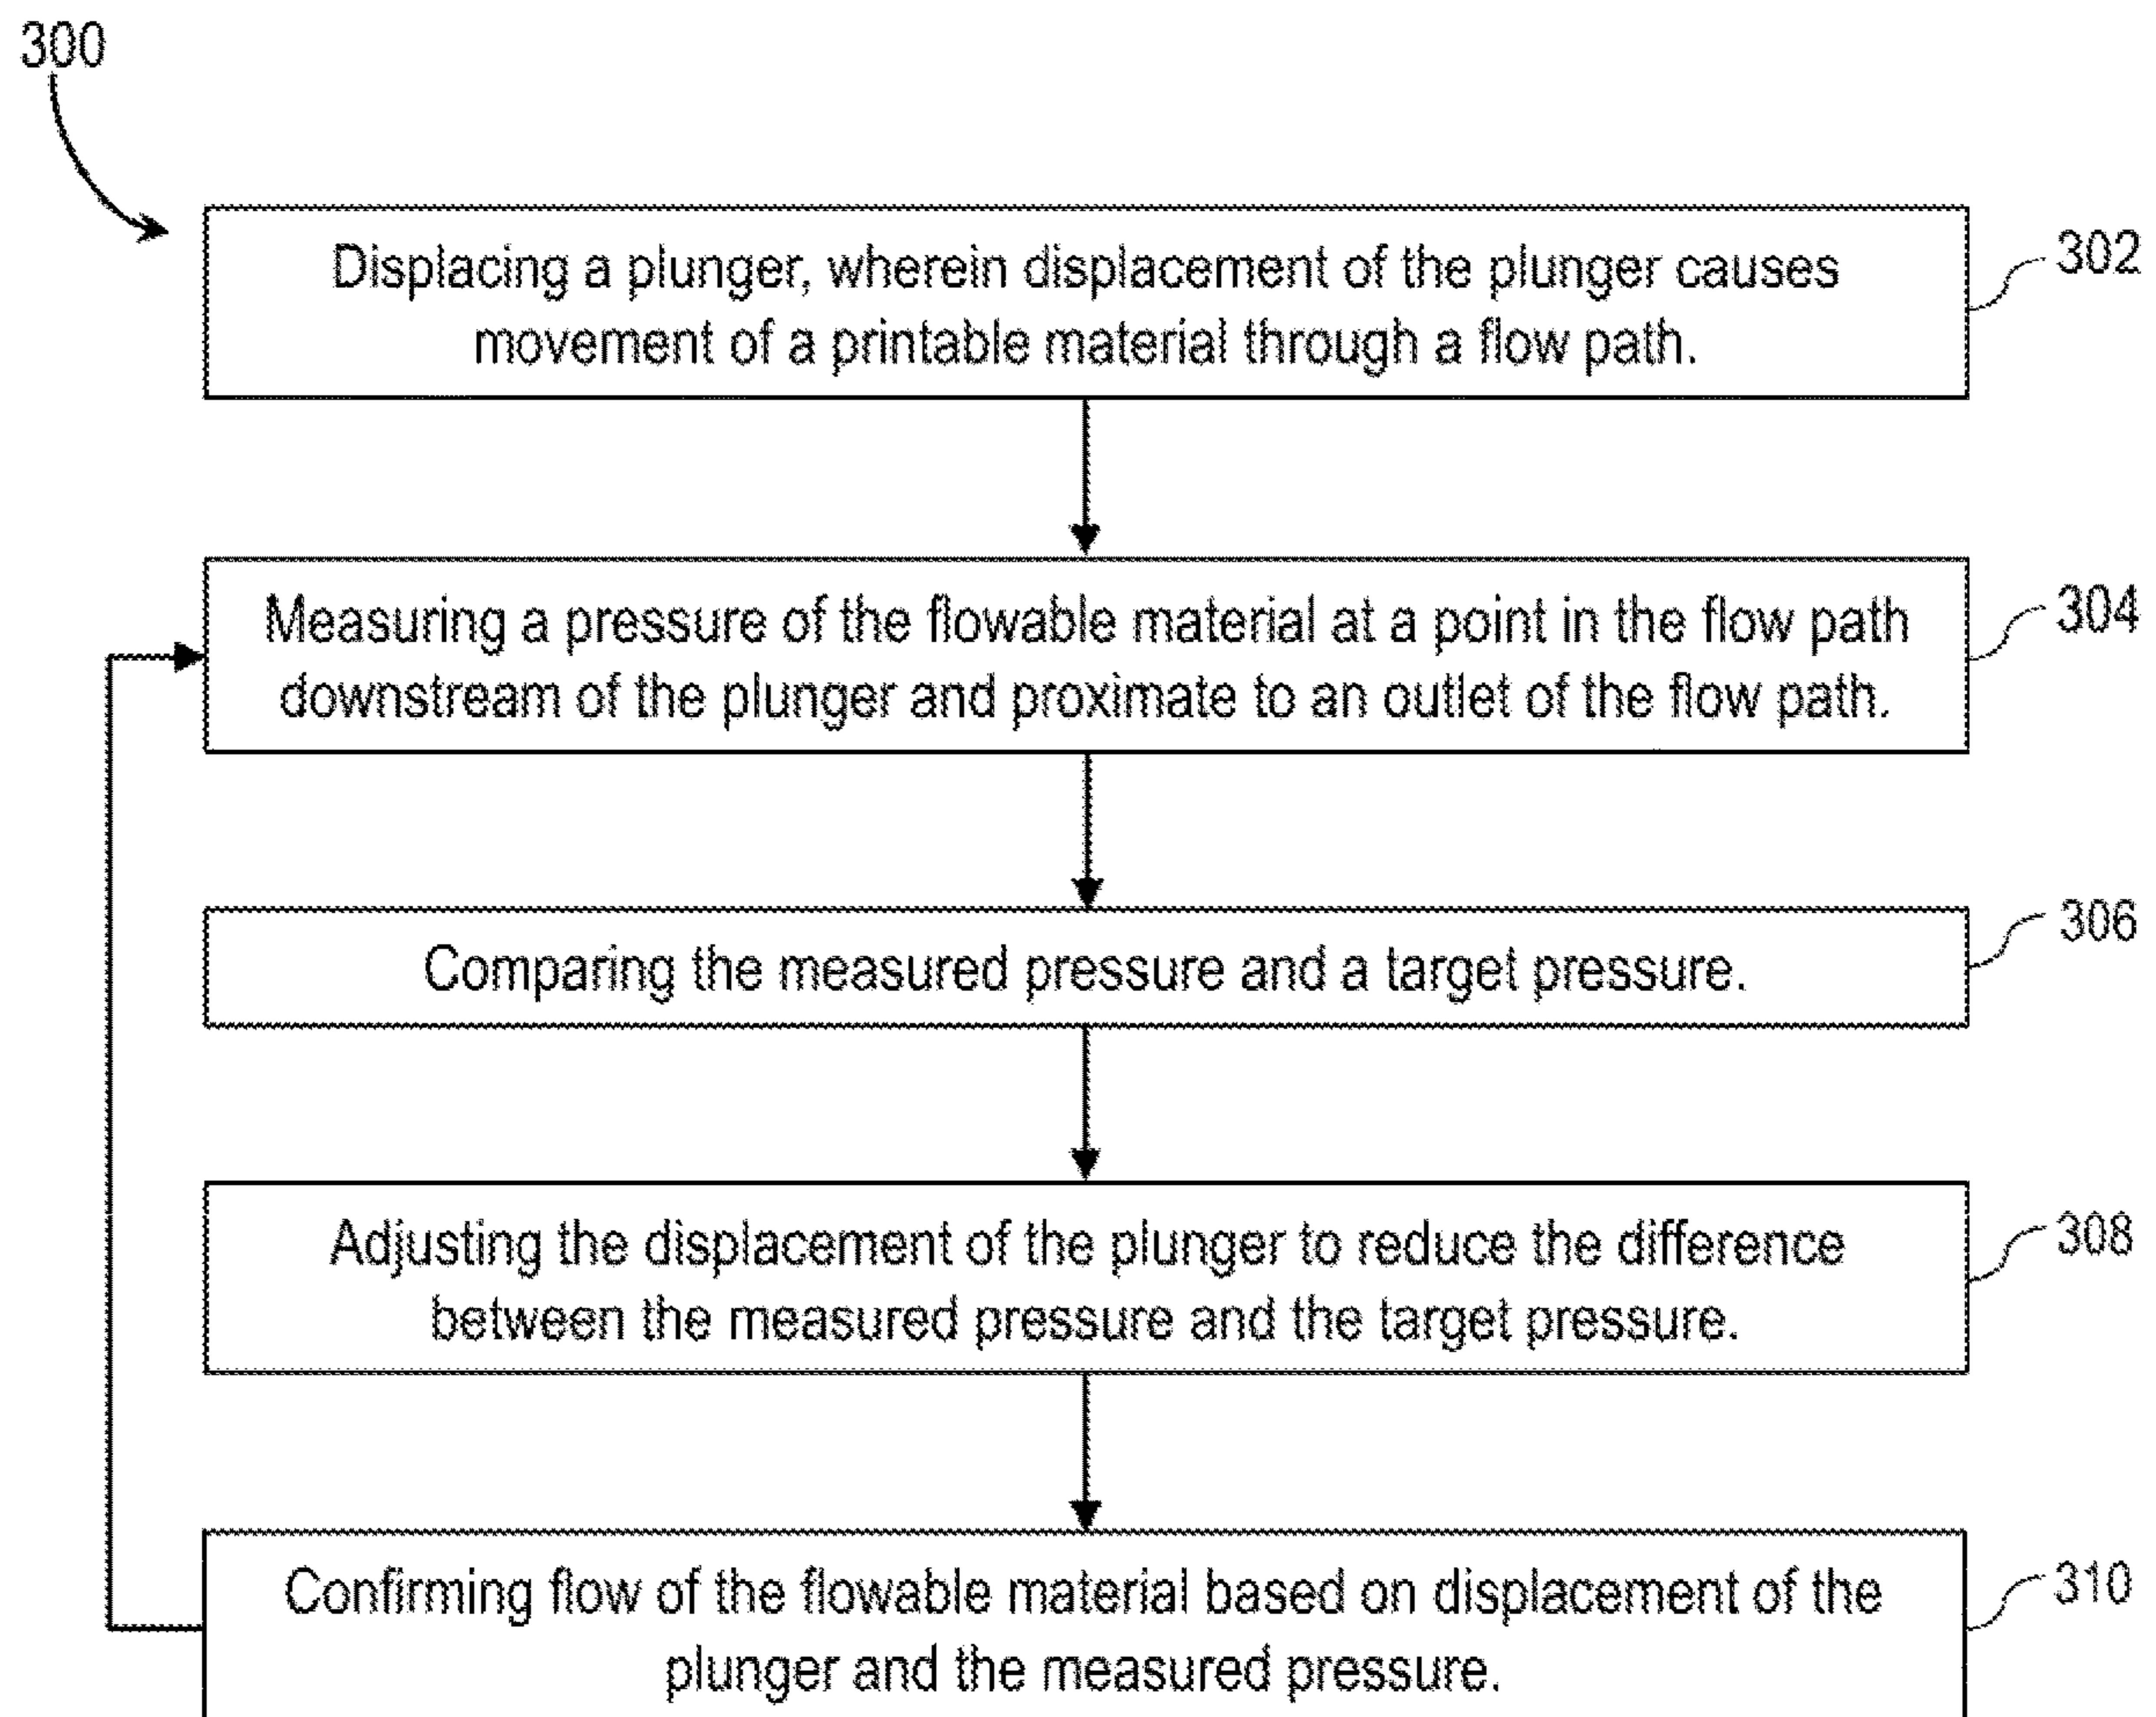 300
Displacing a plunger, wherein displacement of the plunger causes
movement of a printable material through a flow path.
302
Measuring a pressure of the flowable material at a point in the flow path
downstream of the plunger and proximate to an outlet of the flow path.
304
Comparing the measured pressure and a target pressure.
306
Adjusting the displacement of the plunger to reduce the difference
between the measured pressure and the target pressure.
308
Confirming flow of the flowable material based on displacement of the
plunger and the measured pressure.
310